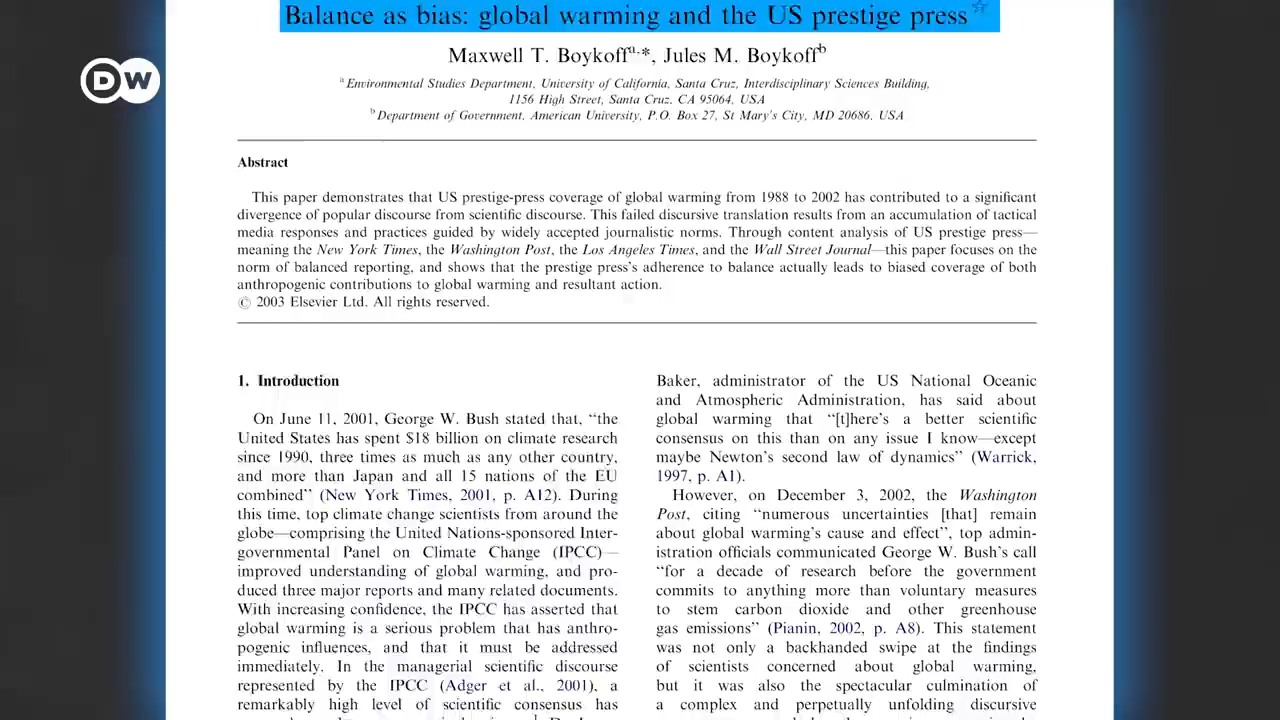 Balance as bias: global warming and the US prestige press☆
DW
Maxwell T. Boykoffa,*, Jules M. Boykoffb
a Environmental Studies Department, University of California, Santa Cruz, Interdisciplinary Sciences Building,
1156 High Street, Santa Cruz, CA 95064, USA
b Department of Government, American University, P.O. Box 27, St Mary's City, MD 20686, USA
Abstract
This paper demonstrates that US prestige-press coverage of global warming from 1988 to 2002 has contributed to a significant
divergence of popular discourse from scientific discourse. This failed discursive translation results from an accumulation of tactical
media responses and practices guided by widely accepted journalistic norms. Through content analysis of US prestige press—
meaning the New York Times, the Washington Post, the Los Angeles Times, and the Wall Street Journal—this paper focuses on the
norm of balanced reporting, and shows that the prestige press's adherence to balance actually leads to biased coverage of both
anthropogenic contributions to global warming and resultant action.
© 2003 Elsevier Ltd. All rights reserved.
1. Introduction
On June 11, 2001, George W. Bush stated that, “the
United States has spent $18 billion on climate research
since 1990, three times as much as any other country,
and more than Japan and all 15 nations of the EU
combined” (New York Times, 2001, p. A12). During
this time, top climate change scientists from around the
globe—comprising the United Nations-sponsored Inter-
governmental Panel on Climate Change (IPCC)—
improved understanding of global warming, and pro-
duced three major reports and many related documents.
With increasing confidence, the IPCC has asserted that
global warming is a serious problem that has anthro-
pogenic influences, and that it must be addressed
immediately. In the managerial scientific discourse
represented by the IPCC (Adger et al., 2001), a
remarkably high level of scientific consensus has
Baker, administrator of the US National Oceanic
and Atmospheric Administration, has said about
global warming that “[t]here's a better scientific
consensus on this than on any issue I know—except
maybe Newton's second law of dynamics” (Warrick,
1997, p. A1).
However, on December 3, 2002, the Washington
Post, citing “numerous uncertainties [that] remain
about global warming's cause and effect”, top admin-
istration officials communicated George W. Bush's call
“for a decade of research before the government
commits to anything more than voluntary measures
to stem carbon dioxide and other greenhouse
gas emissions” (Pianin, 2002, p. A8). This statement
was not only a backhanded swipe at the findings
of scientists concerned about global warming,
but it was also the spectacular culmination of
a complex and perpetually unfolding discursive